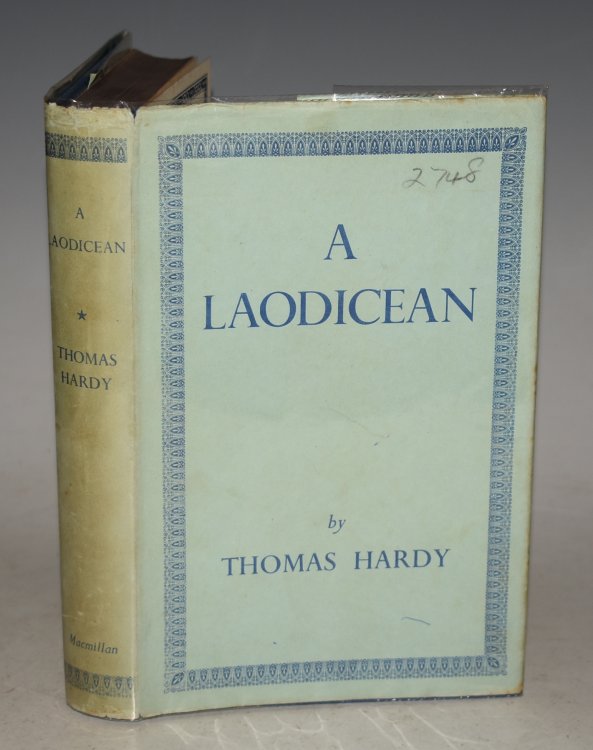 A
LAODICEAN
★
THOMAS
HARDY
Macmillan
2748
A
LAODICEAN
by
THOMAS HARDY